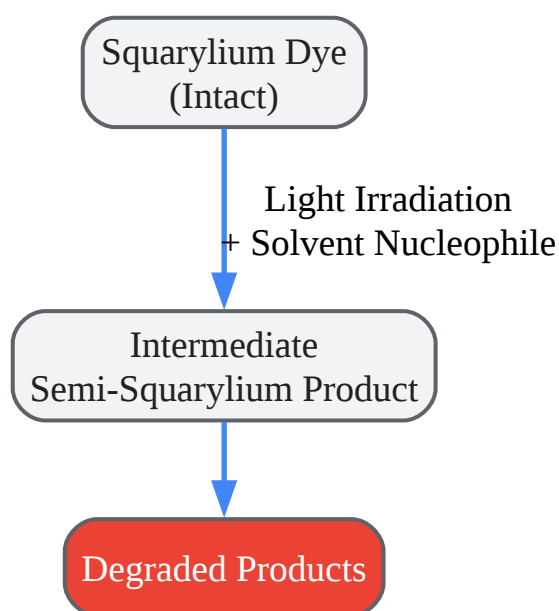 Squarylium Dye
(Intact)
Light Irradiation
+ Solvent Nucleophile
Intermediate
Semi-Squarylium Product
Degraded Products